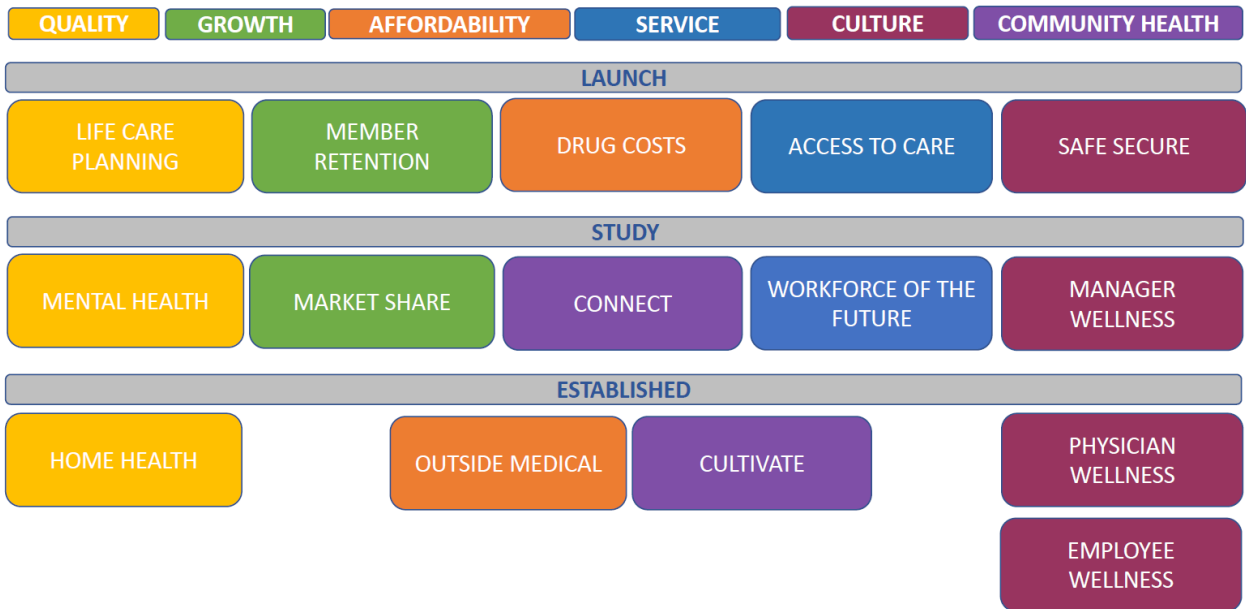 QUALITY GROWTH AFFORDABILITY SERVICE CULTURE COMMUNITY HEALTH
LAUNCH
LIFE CARE
PLANNING
MEMBER
RETENTION
DRUG COSTS
ACCESS TO CARE
SAFE SECURE
STUDY
MENTAL HEALTH
MARKET SHARE
CONNECT
WORKFORCE OF THE
FUTURE
MANAGER
WELLNESS
ESTABLISHED
HOME HEALTH
OUTSIDE MEDICAL
CULTIVATE
PHYSICIAN
WELLNESS
EMPLOYEE
WELLNESS